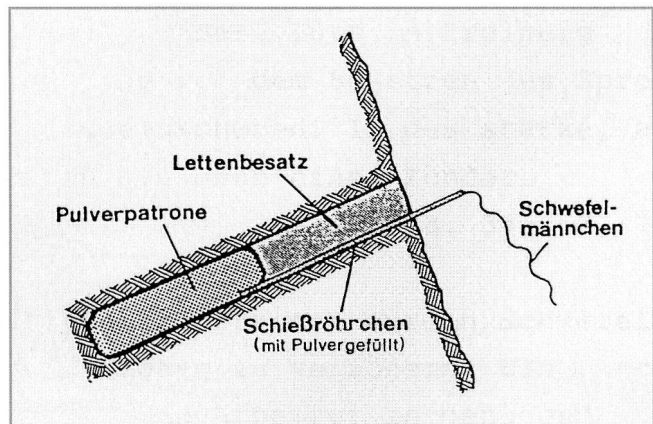 Lettenbesatz
Pulverpatrone
Schwefel-
männchen
Schießröhrchen
(mit Pulvergefüllt)